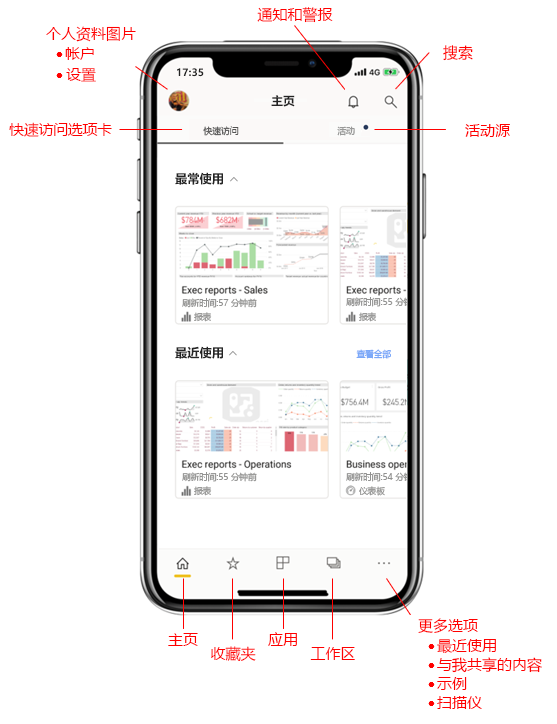 通知和警报
个人资料图片
• 帐户
• 设置
搜索
17:35
4G
主页
快速访问选项卡
快速访问
活动
活动源
最常使用
$784M
$682M
Exec reports - Sales
刷新时间:57 分钟前
报表
Exec reports
刷新时间:55 分
报表
最近使用
查看全部
$756.4M
$245.2
Exec reports - Operations
刷新时间:55 分钟前
报表
Business oper
刷新时间:54 分钟
仪表板
主页
收藏夹
应用
工作区
更多选项
• 最近使用
• 与我共享的内容
• 示例
• 扫描仪